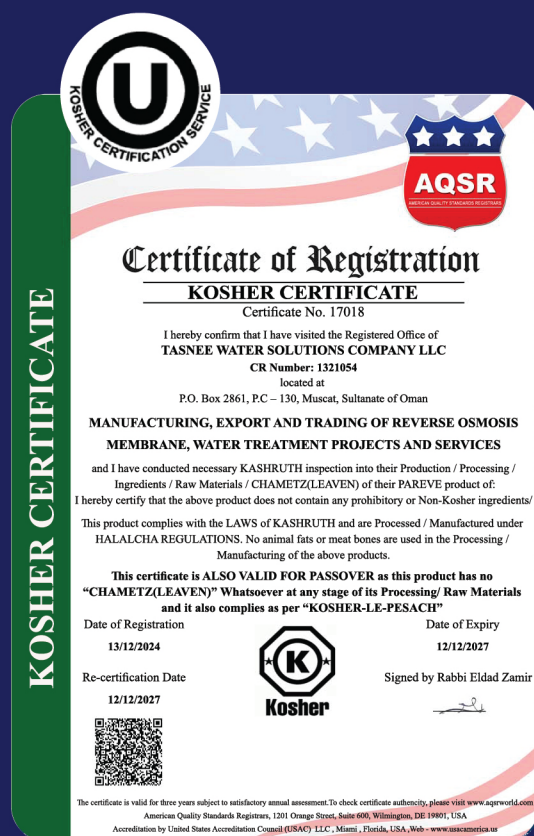 U
KOSHER CERTIFICATION SERVICE
AQSR
AMERICAN QUALITY STANDARDS REGISTRARS
KOSHER CERTIFICATE
Certificate of Registration
KOSHER CERTIFICATE
Certificate No. 17018
I hereby confirm that I have visited the Registered Office of
TASNEE WATER SOLUTIONS COMPANY LLC
CR Number: 1321054
located at
P.O. Box 2861, P.C – 130, Muscat, Sultanate of Oman
MANUFACTURING, EXPORT AND TRADING OF REVERSE OSMOSIS
MEMBRANE, WATER TREATMENT PROJECTS AND SERVICES
and I have conducted necessary KASHRUTH inspection into their Production / Processing /
Ingredients / Raw Materials / CHAMETZ(LEAVEN) of their PAREVE product of:
I hereby certify that the above product does not contain any prohibitory or Non-Kosher ingredients/
This product complies with the LAWS of KASHRUTH and are Processed / Manufactured under
HALALCHA REGULATIONS. No animal fats or meat bones are used in the Processing /
Manufacturing of the above products.
This certificate is ALSO VALID FOR PASSOVER as this product has no
“CHAMETZ(LEAVEN)” Whatsoever at any stage of its Processing/ Raw Materials
and it also complies as per “KOSHER-LE-PESACH”
Date of Registration
13/12/2024
Re-certification Date
12/12/2027
K
Kosher
Date of Expiry
12/12/2027
Signed by Rabbi Eldad Zamir
The certificate is valid for three years subject to satisfactory annual assessment.To check certificate authencity, please visit www.aqsrworld.com
American Quality Standards Registrars, 1201 Orange Street, Suite 600, Wilmington, DE 19801, USA
Accreditation by United States Accreditation Council (USAC) LLC , Miami , Florida, USA ,Web - www.usacamerica.us